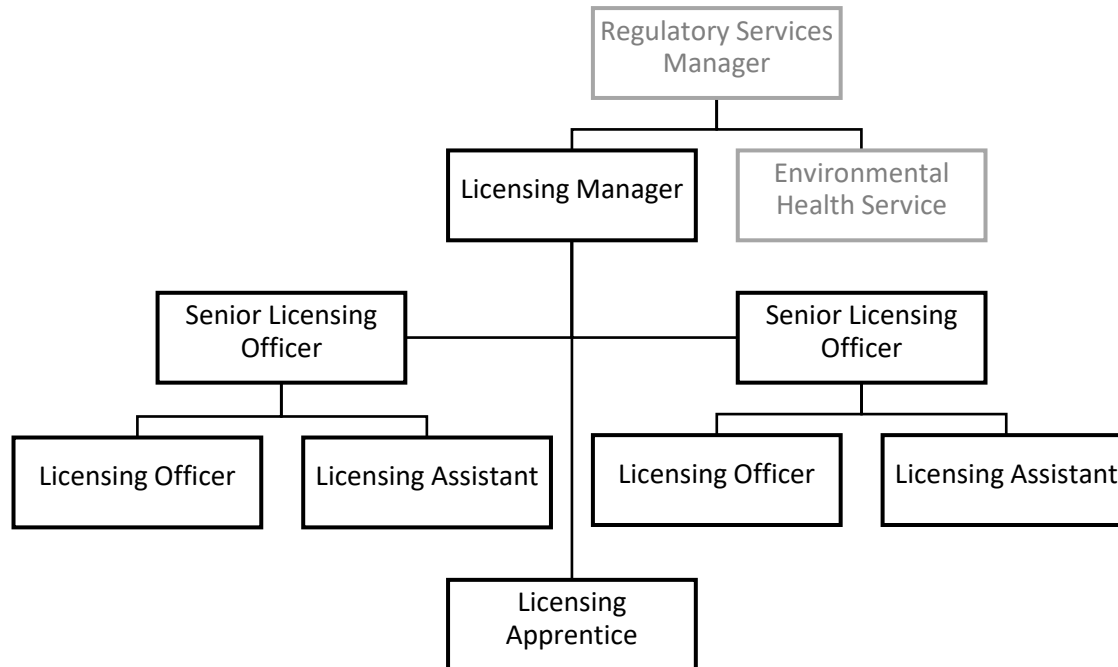 Regulatory Services
Manager
Licensing Manager
Environmental
Health Service
Senior Licensing
Officer
Senior Licensing
Officer
Licensing Officer
Licensing Assistant
Licensing Officer
Licensing Assistant
Licensing
Apprentice